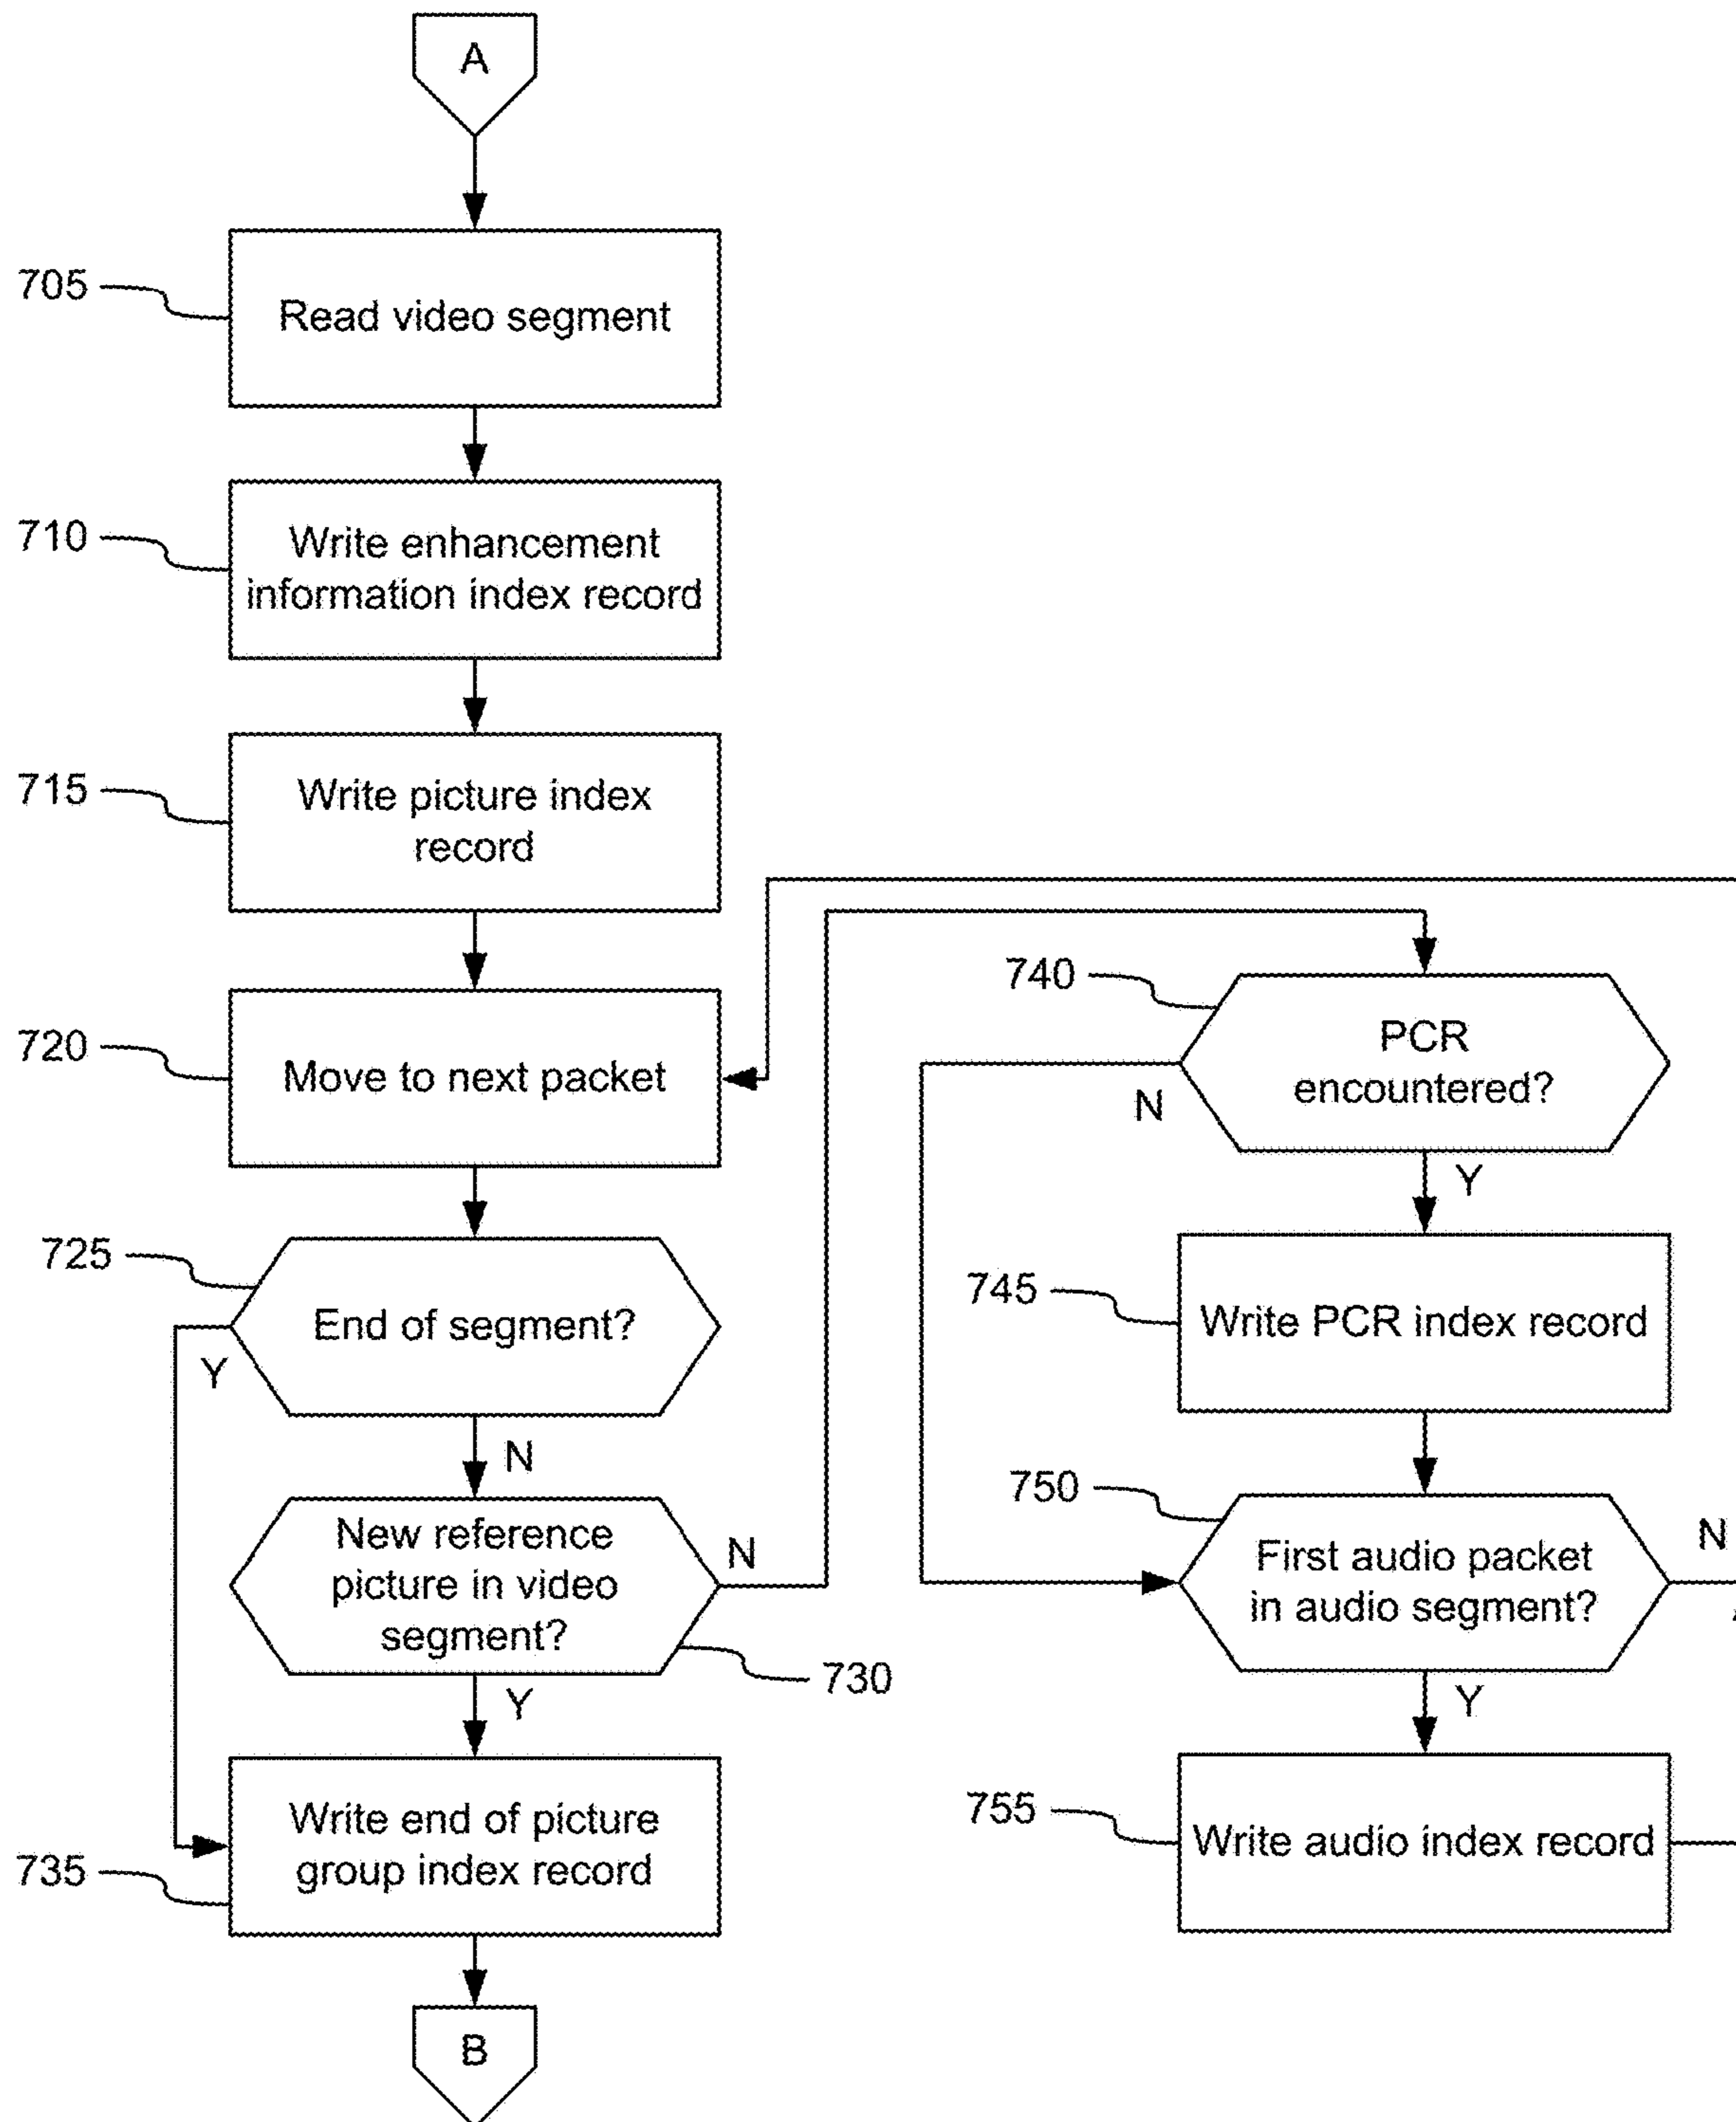 A
705
Read video segment
710
Write enhancement
information index record
715
Write picture index
record
720
Move to next packet
725
End of segment?
Y
N
New reference
picture in video
segment?
N
730
Y
Write end of picture
group index record
735
B
740
PCR
encountered?
N
Y
745
Write PCR index record
750
First audio packet
in audio segment?
N
Y
755
Write audio index record